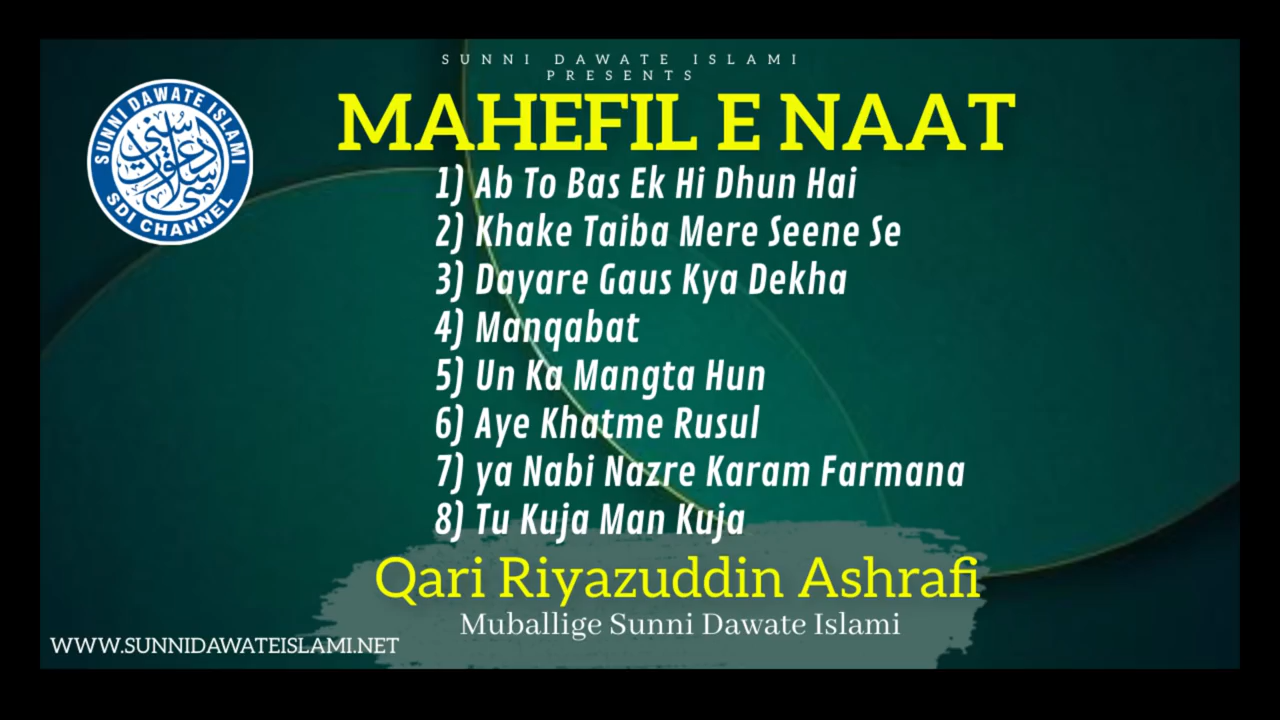 SUNNI DAWATE ISLAMI
PRESENTS
SUNNI DAWATE ISLAMI
سنی دعوت اسلامی
SDI CHANNEL
MAHEFIL E NAAT
1) Ab To Bas Ek Hi Dhun Hai
2) Khake Taiba Mere Seene Se
3) Dayare Gaus Kya Dekha
4) Manqabat
5) Un Ka Mangta Hun
6) Aye Khatme Rusul
7) ya Nabi Nazre Karam Farmana
8) Tu Kuja Man Kuja
Qari Riyazuddin Ashrafi
Muballige Sunni Dawate Islami
WWW.SUNNIDAWATEISLAMI.NET